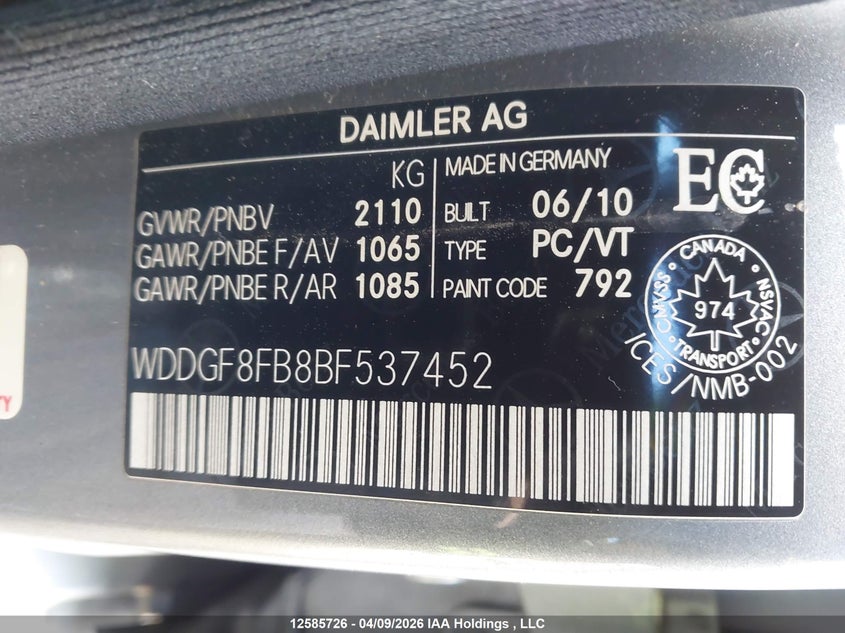 DAIMLER AG
KG
GVWR/PNBV 2110
GAWR/PNBE F/AV 1065
GAWR/PNBE R/AR 1085
MADE IN GERMANY
BUILT 06/10
TYPE PC/VT
PAINT CODE 792
EC
CANADA
CMVSS 974 NSVAC
TRANSPORT
ICES/NMB-002
WDDGF8FB8BF537452
12585726 - 04/09/2026 IAA Holdings , LLC